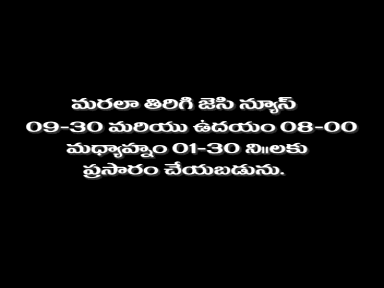 మరలా తిరిగి జెసి న్యూస్
09-30 మరియు ఉదయం 08-00
మధ్యాహ్నం 01-30 ని॥లకు
ప్రసారం చేయబడును.